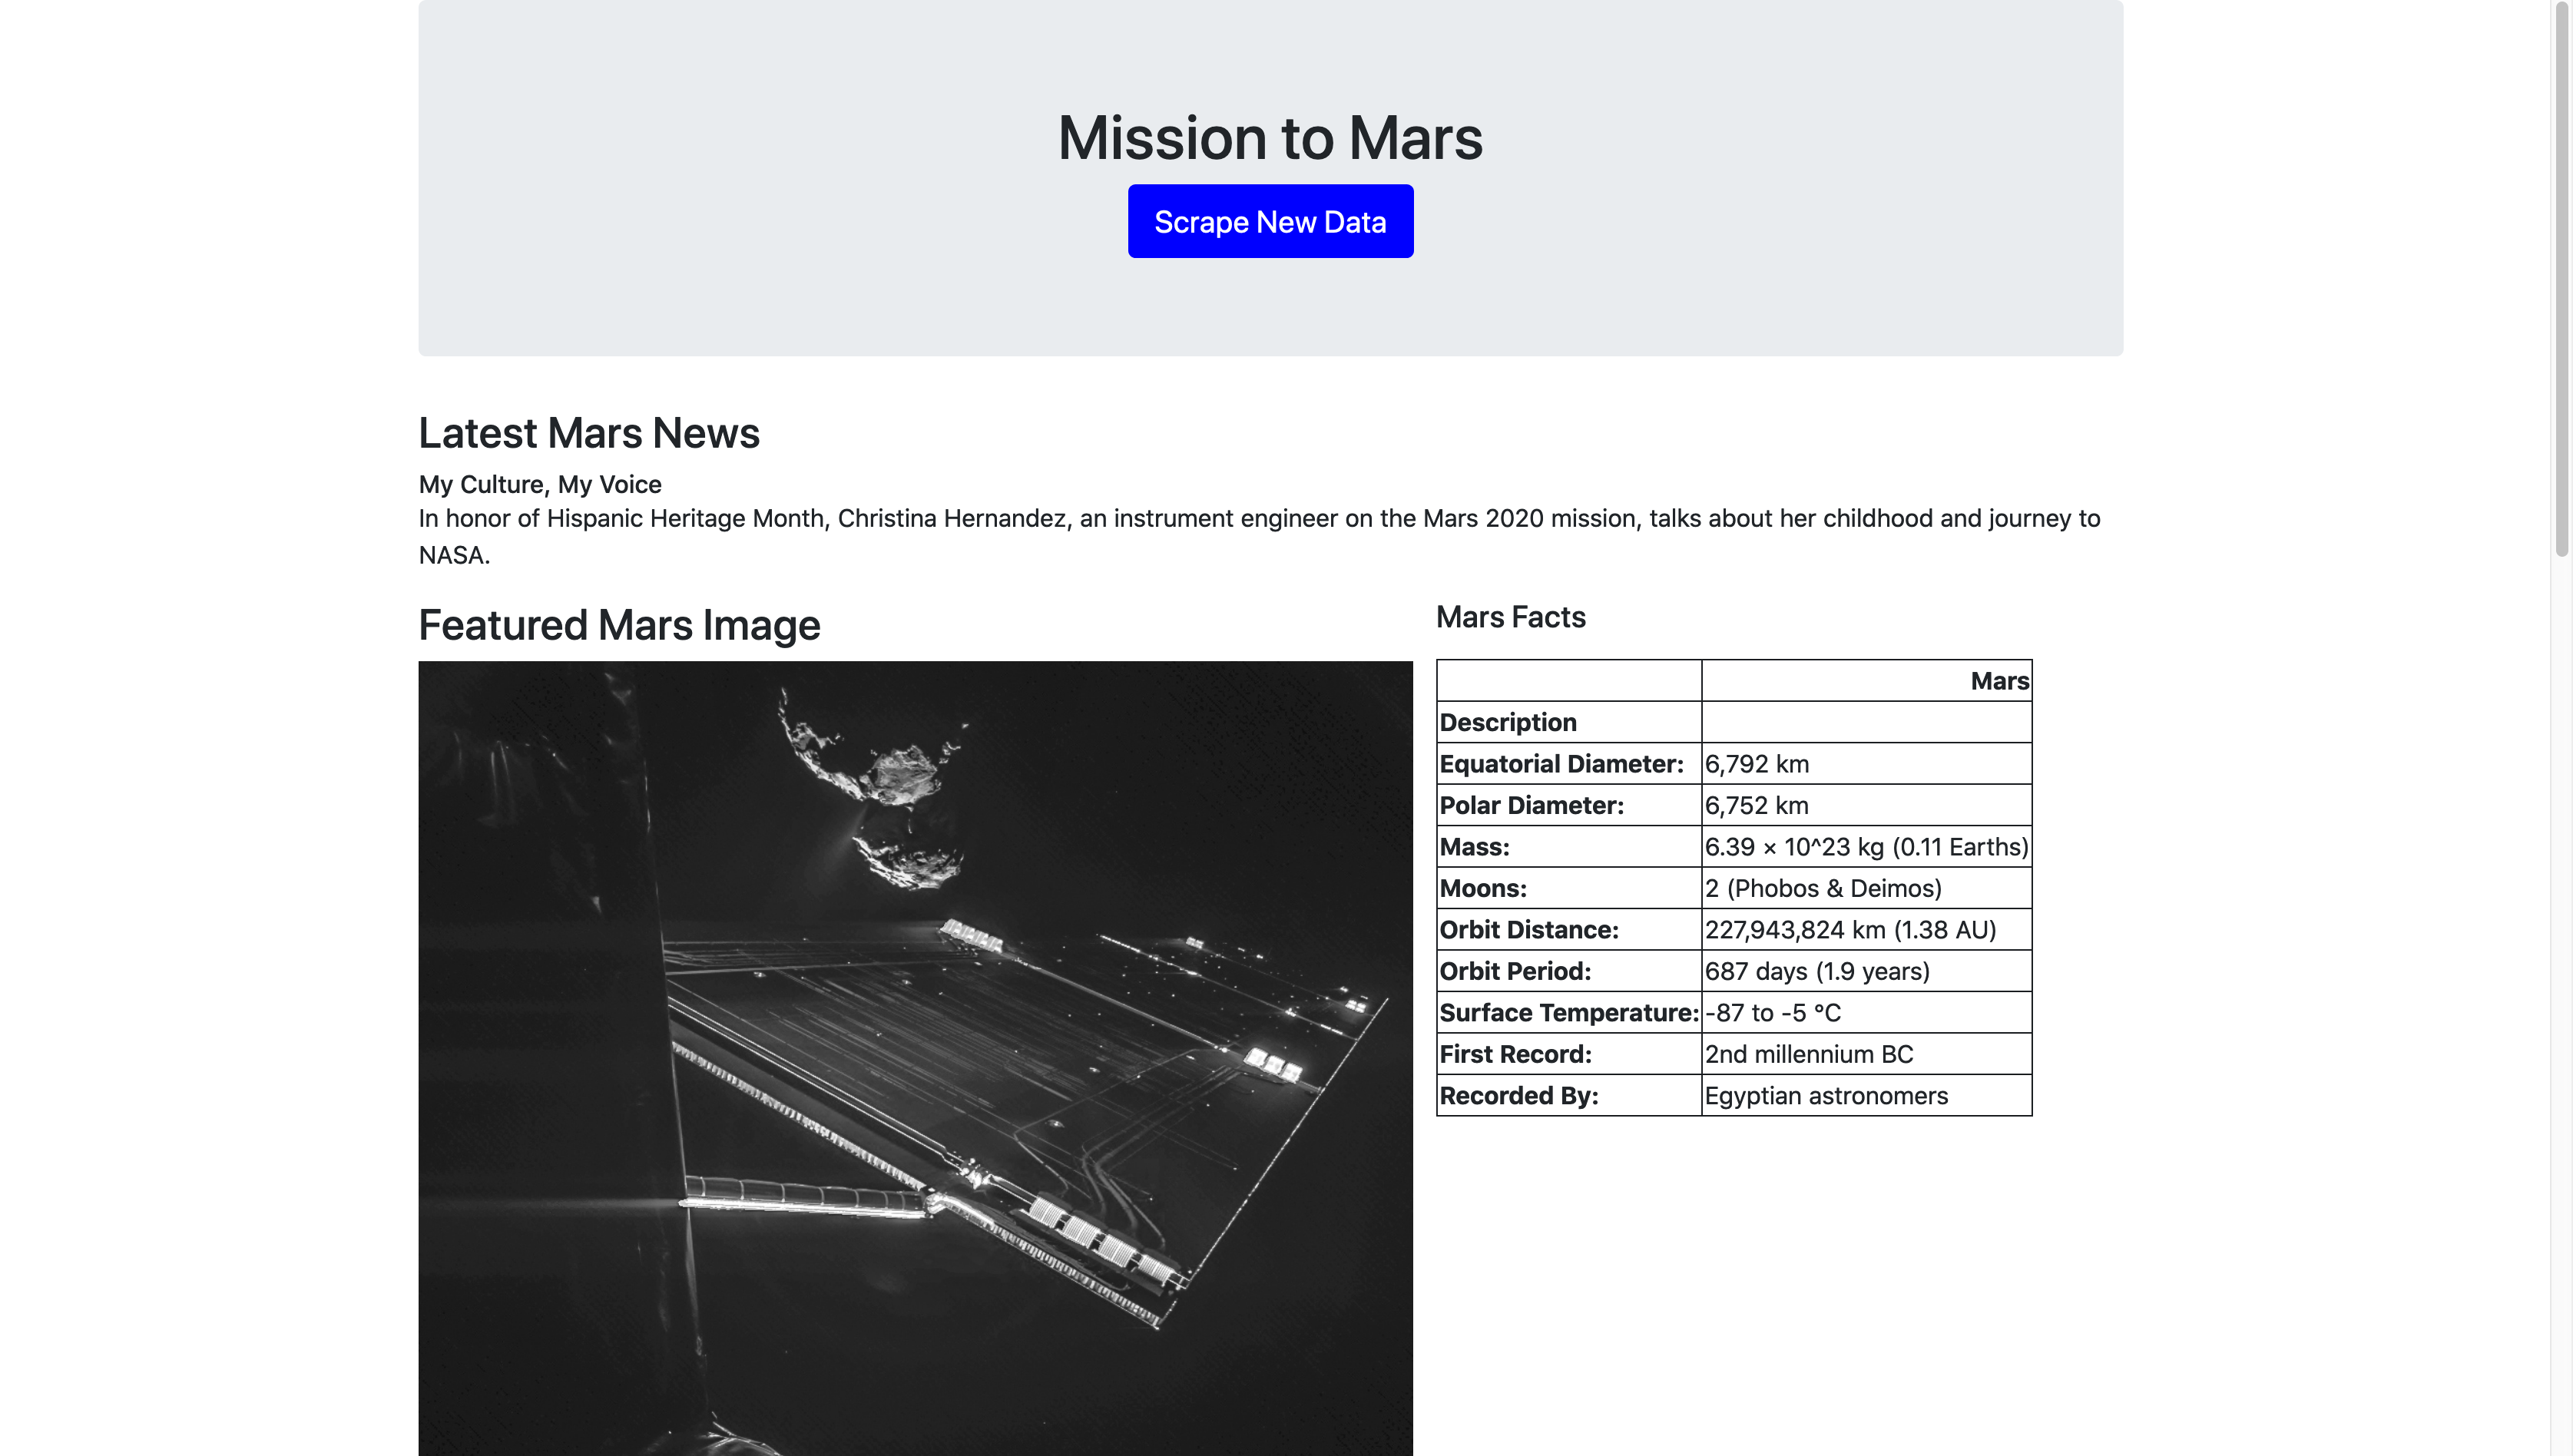 Mission to Mars
Scrape New Data
Latest Mars News
My Culture, My Voice
In honor of Hispanic Heritage Month, Christina Hernandez, an instrument engineer on the Mars 2020 mission, talks about her childhood and journey to
NASA.
Featured Mars Image
Mars Facts
Mars
Description
Equatorial Diameter: 6,792 km
Polar Diameter: 6,752 km
Mass: 6.39 × 10^23 kg (0.11 Earths)
Moons: 2 (Phobos & Deimos)
Orbit Distance: 227,943,824 km (1.38 AU)
Orbit Period: 687 days (1.9 years)
Surface Temperature: -87 to -5 °C
First Record: 2nd millennium BC
Recorded By: Egyptian astronomers